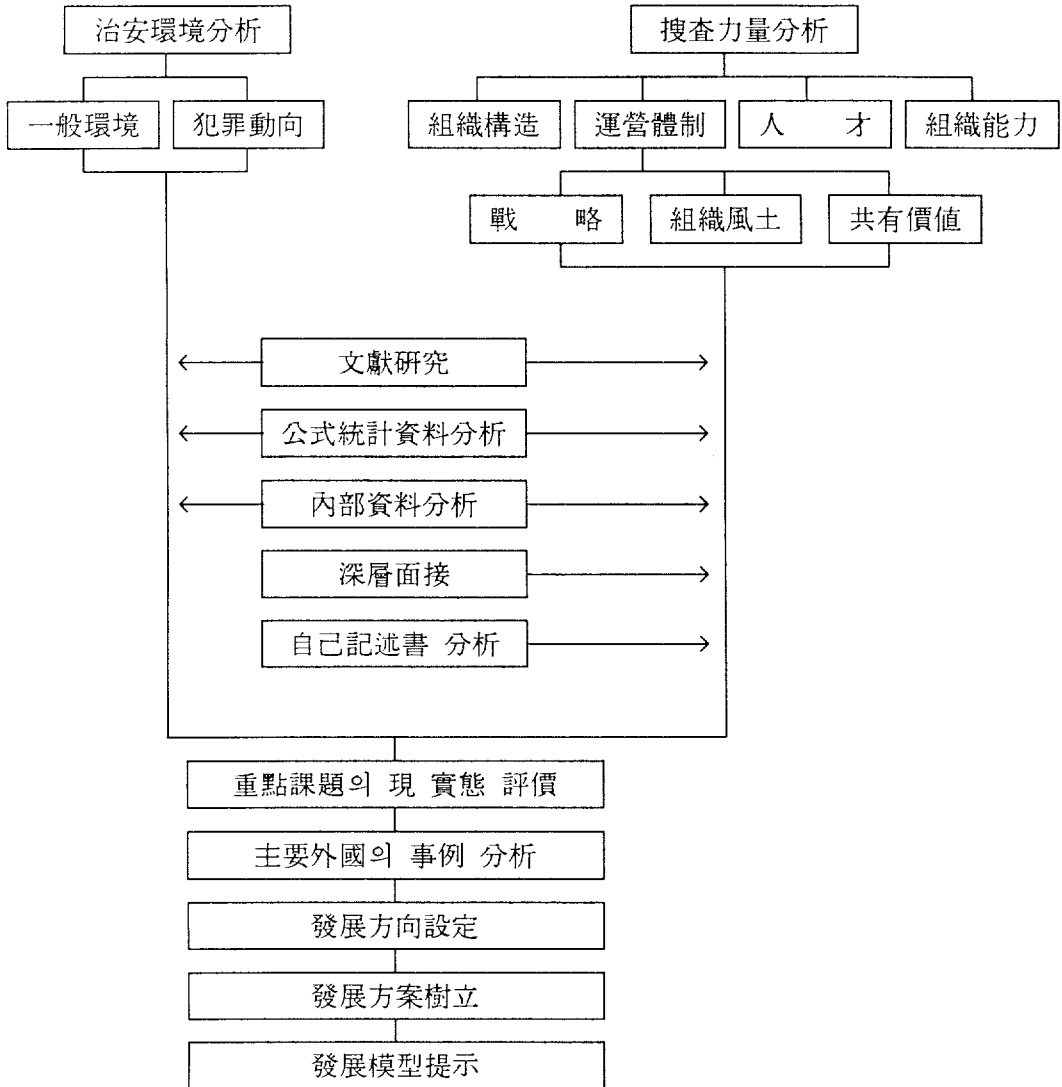 治安環境分析
搜査力量分析
一般環境
犯罪動向
組織構造
運營體制
人 才
組織能力
戰 略
組織風土
共有價値
文獻硏究
公式統計資料分析
內部資料分析
深層面接
自己記述書 分析
重點課題의 現 實態 評價
主要外國의 事例 分析
發展方向設定
發展方案樹立
發展模型提示